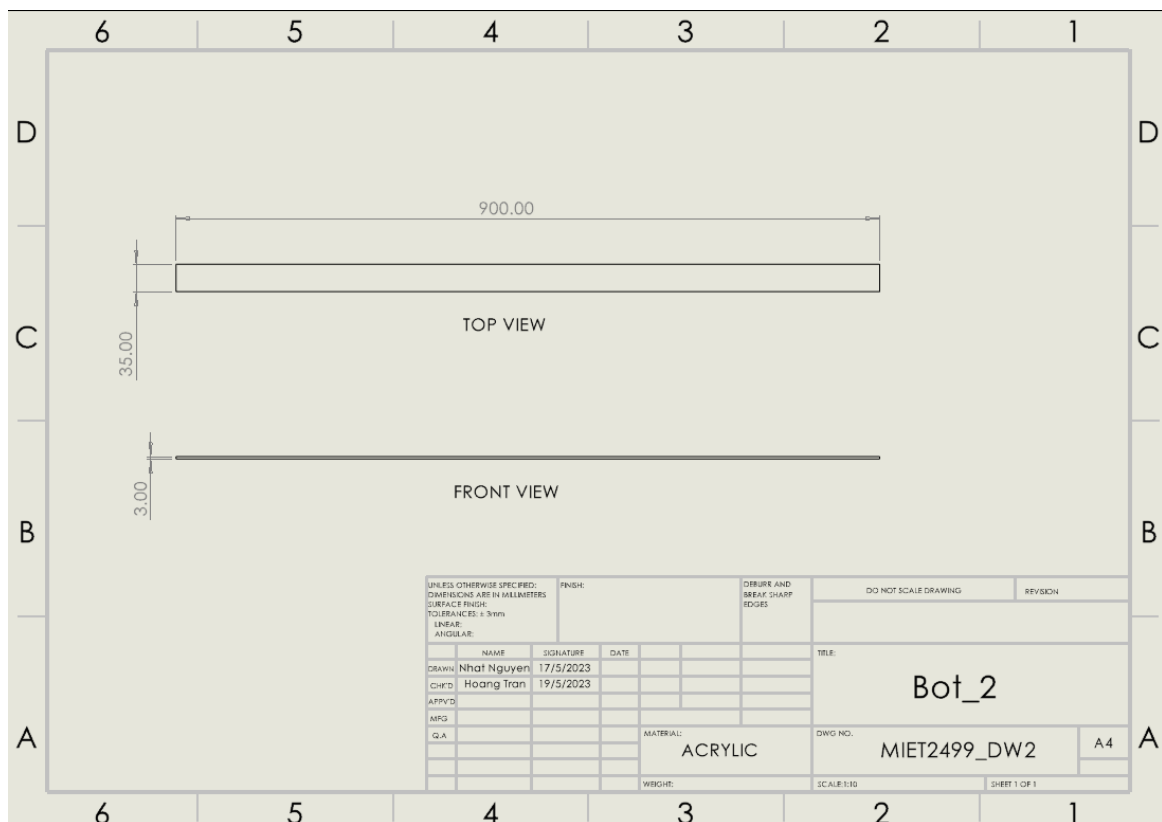 6 5 4 3 2 1
D D
900.00
35.00
TOP VIEW
C C
3.00
FRONT VIEW
B B
UNLESS OTHERWISE SPECIFIED:
DIMENSIONS ARE IN MILLIMETERS
SURFACE FINISH:
TOLERANCES: ± 3mm
LINEAR:
ANGULAR:
FINISH:
DEBURR AND
BREAK SHARP
EDGES
DO NOT SCALE DRAWING
REVISION
NAME SIGNATURE DATE
DRAWN Nhat Nguyen 17/5/2023
CHK'D Hoang Tran 19/5/2023
APPV'D
MFG
Q.A
TITLE:
Bot_2
MATERIAL:
ACRYLIC
DWG NO.
MIET2499_DW2
A4
WEIGHT:
SCALE:1:10
SHEET 1 OF 1
A A
6 5 4 3 2 1